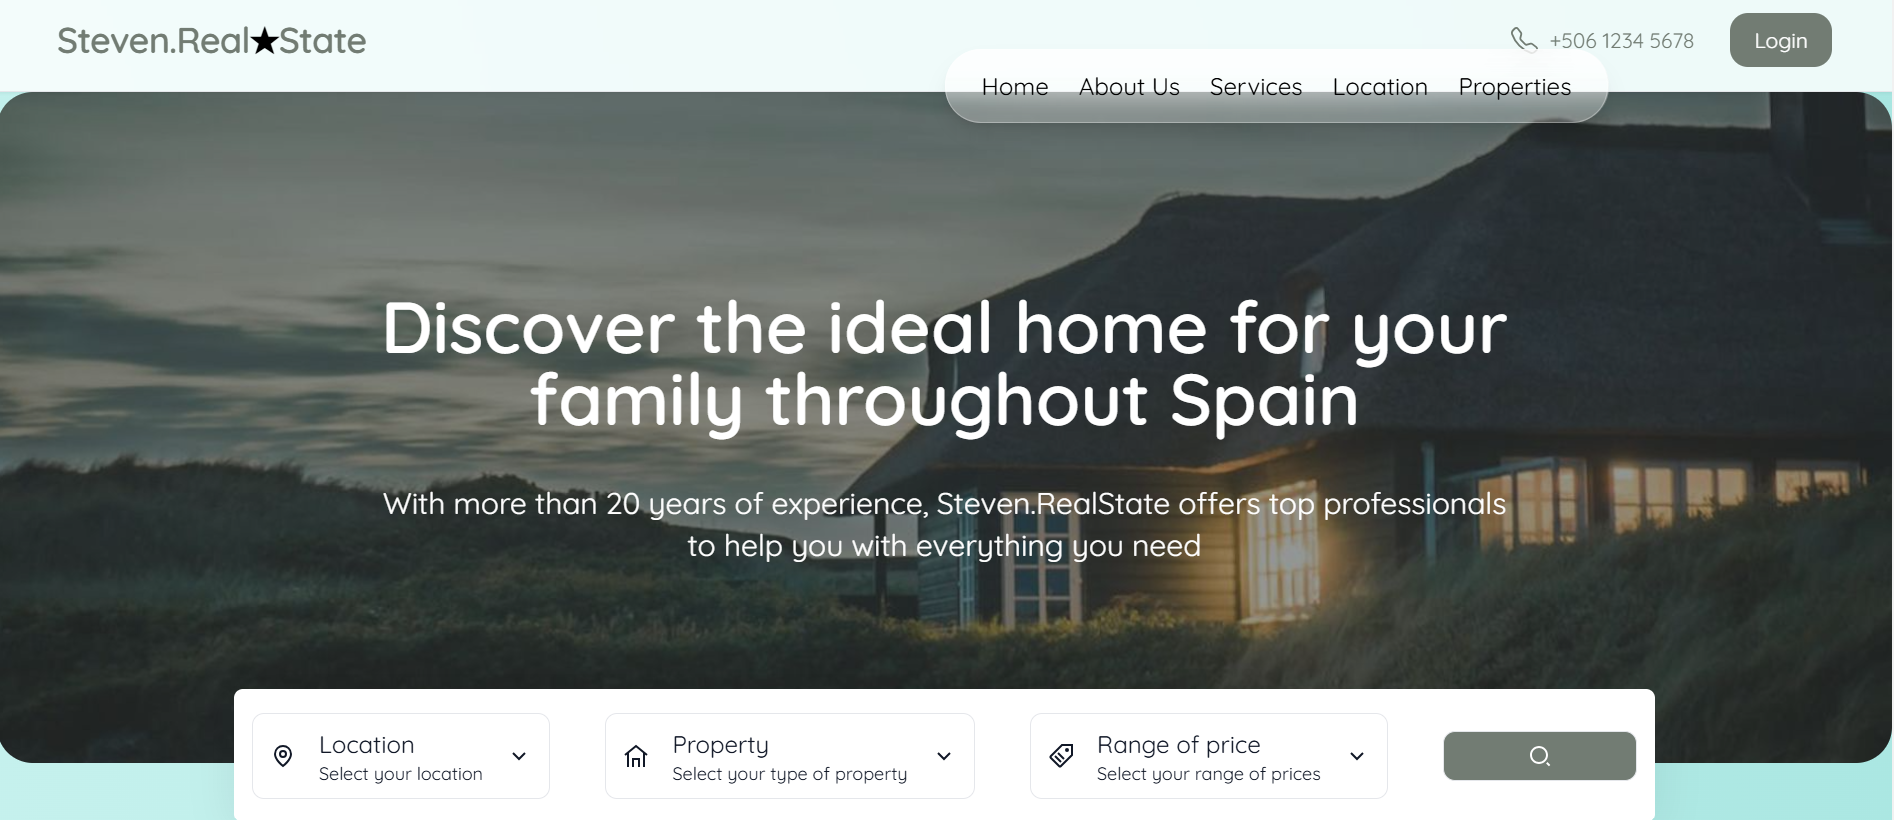 Steven.Real★State
+506 1234 5678
Login
Home About Us Services Location Properties
Discover the ideal home for your
family throughout Spain
With more than 20 years of experience, Steven.RealState offers top professionals
to help you with everything you need
Location
Select your location
Property
Select your type of property
Range of price
Select your range of prices